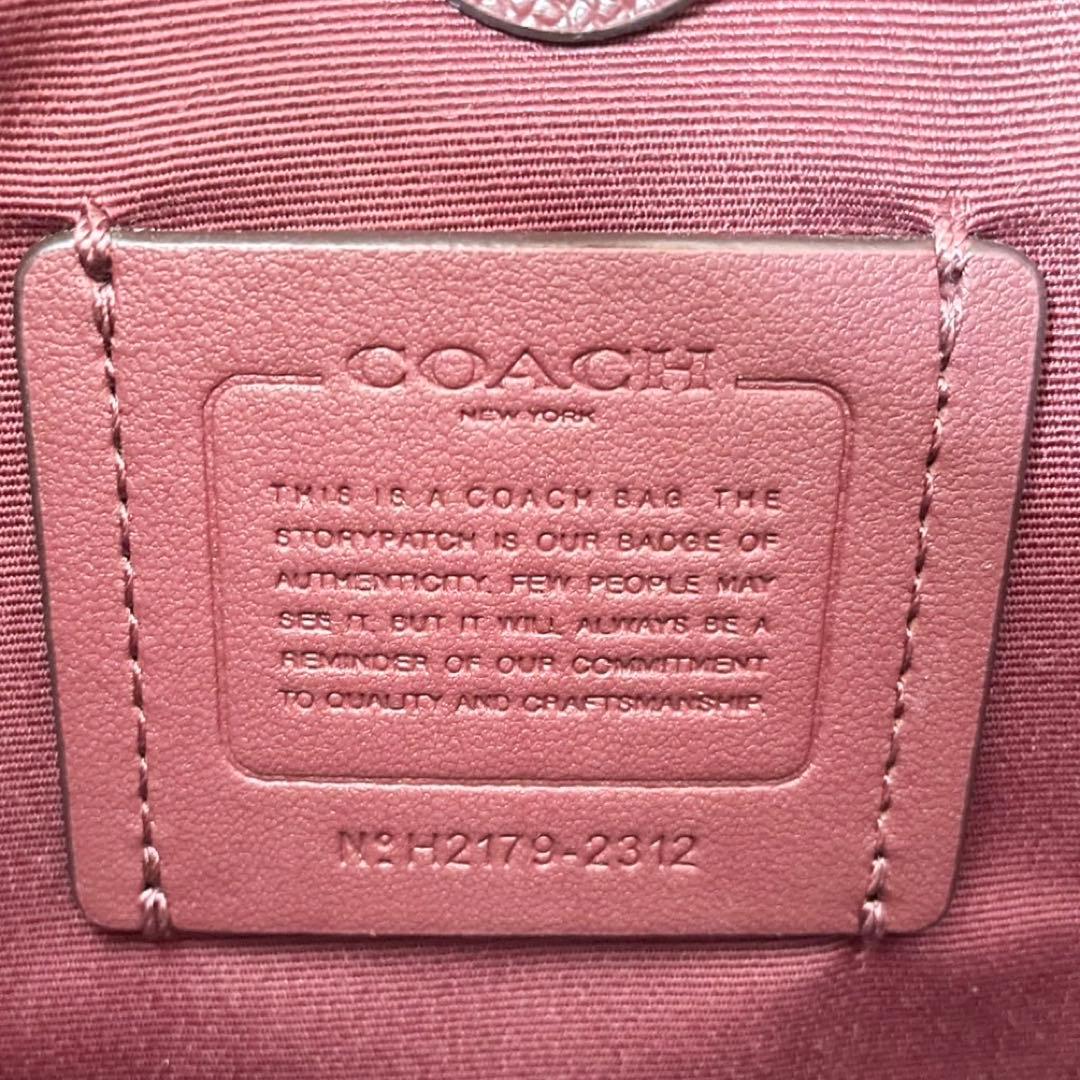 COACH
NEW YORK
THIS IS A COACH BAG. THE
STORYPATCH IS OUR BADGE OF
AUTHENTICITY. FEW PEOPLE MAY
SEE IT. BUT IT WILL ALWAYS BE A
REMINDER OF OUR COMMITMENT
TO QUALITY AND CRAFTSMANSHIP.
Nº H2179-2312